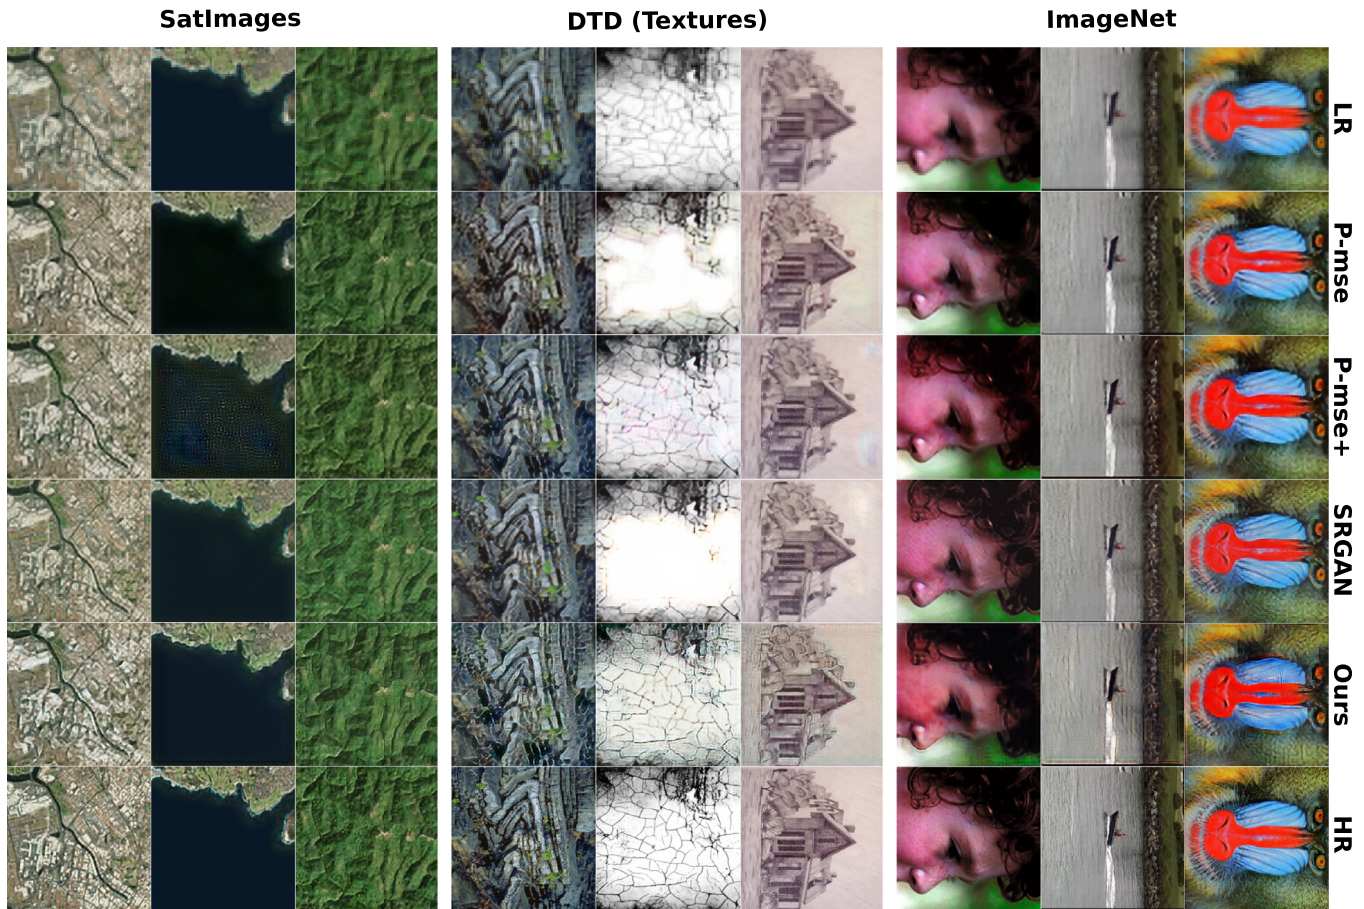 SatImages
DTD (Textures)
ImageNet
LR
P-mse
P-mse+
SRGAN
Ours
HR